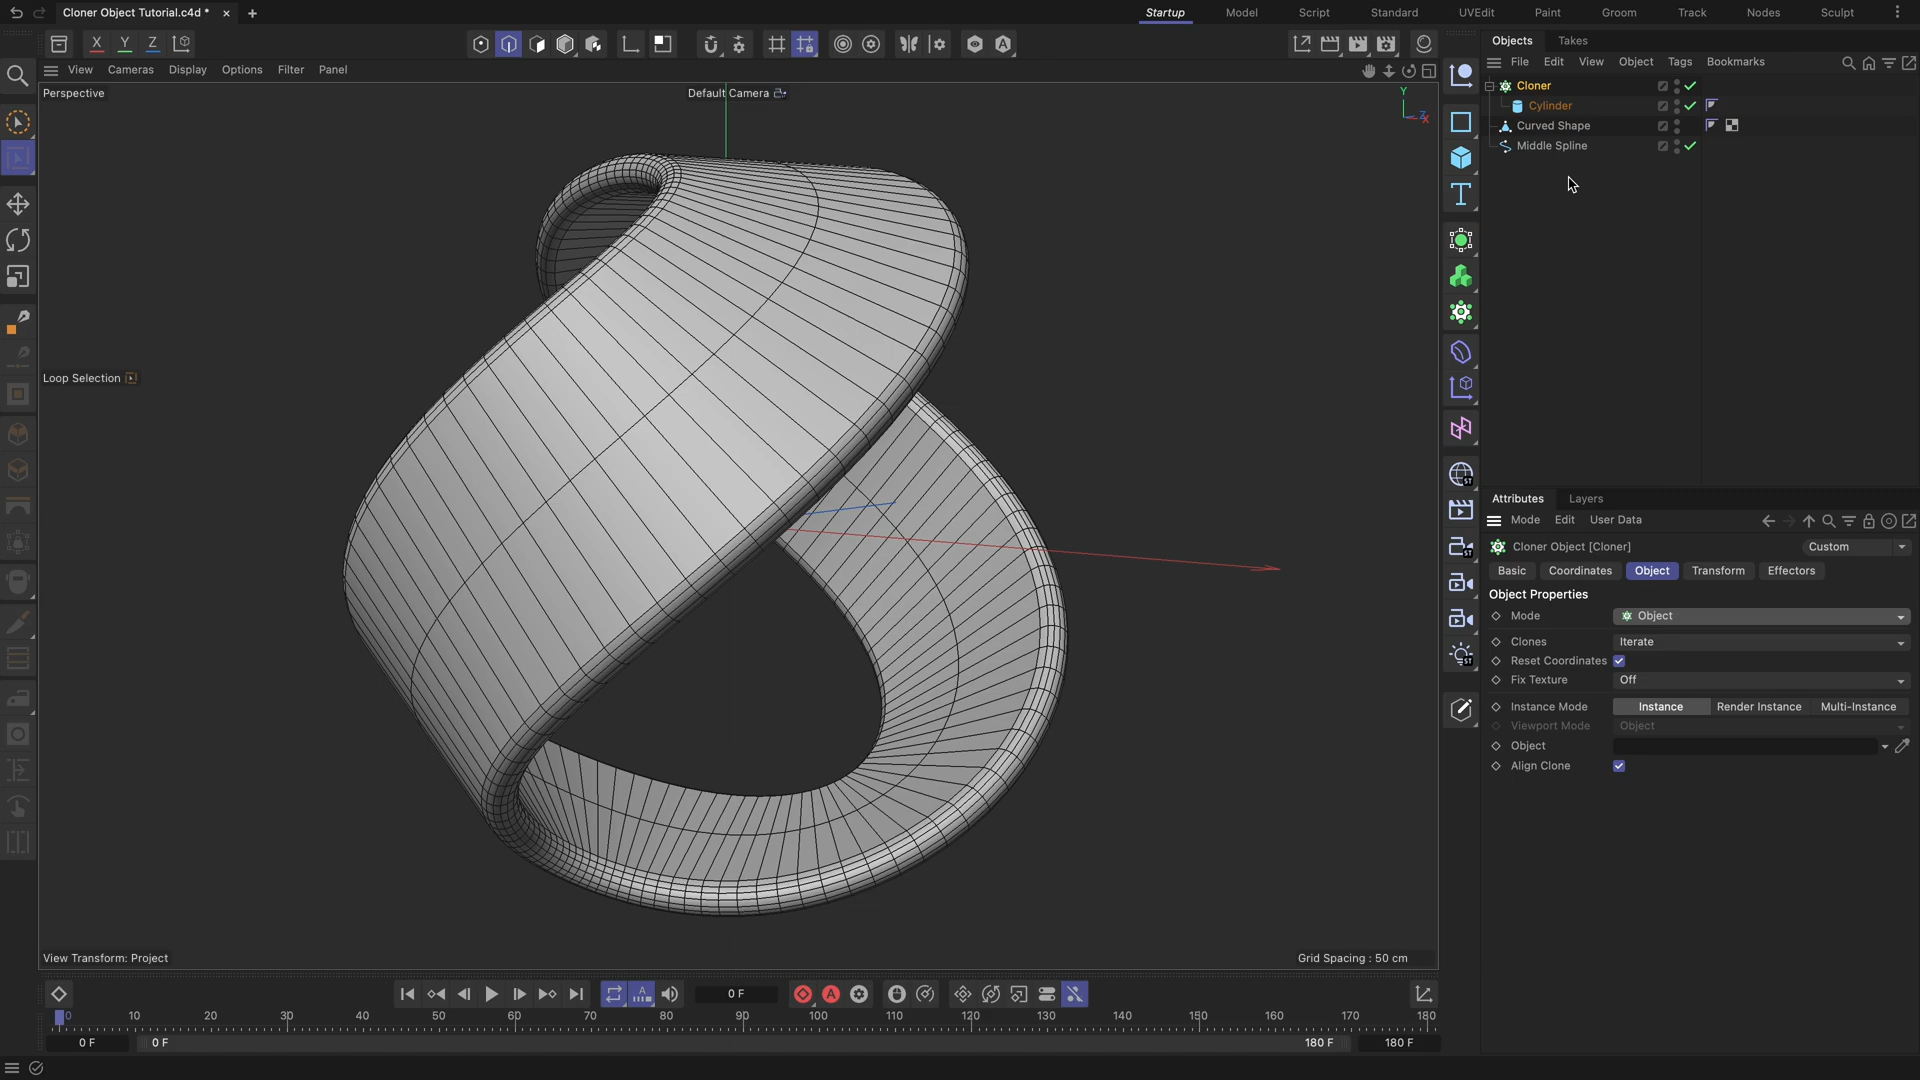 Cloner Object Tutorial.c4d *
Startup
Model
Script
Standard
UVEdit
Paint
Groom
Track
Nodes
Sculpt
X
Y
Z
View
Cameras
Display
Options
Filter
Panel
Perspective
Default Camera
Y
Z
X
Loop Selection
View Transform: Project
Grid Spacing : 50 cm
Objects
Takes
File
Edit
View
Object
Tags
Bookmarks
Cloner
Cylinder
Curved Shape
Middle Spline
Attributes
Layers
Mode
Edit
User Data
Cloner Object [Cloner]
Custom
Basic
Coordinates
Object
Transform
Effectors
Object Properties
Mode
Object
Clones
Iterate
Reset Coordinates
Fix Texture
Off
Instance Mode
Instance
Render Instance
Multi-Instance
Viewport Mode
Object
Object
Align Clone
0 F
0 10 20 30 40 50 60 70 80 90 100 110 120 130 140 150 160 170 180
0 F
0 F
180 F
180 F